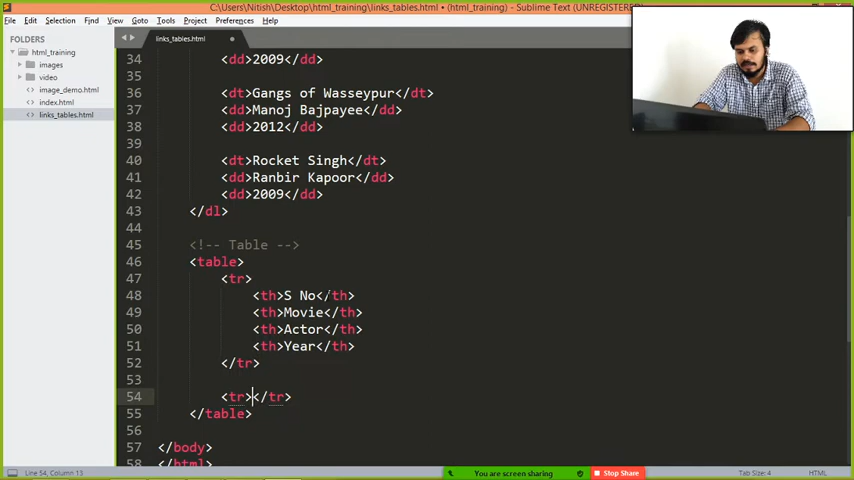 C:\Users\Nitish\Desktop\html_training\links_tables.html • (html_training) - Sublime Text (UNREGISTERED)
File Edit Selection Find View Goto Tools Project Preferences Help
FOLDERS
html_training
images
video
image_demo.html
index.html
links_tables.html
links_tables.html
34 <dd>2009</dd>
35
36 <dt>Gangs of Wasseypur</dt>
37 <dd>Manoj Bajpayee</dd>
38 <dd>2012</dd>
39
40 <dt>Rocket Singh</dt>
41 <dd>Ranbir Kapoor</dd>
42 <dd>2009</dd>
43 </dl>
44
45 <!-- Table -->
46 <table>
47 <tr>
48 <th>S No</th>
49 <th>Movie</th>
50 <th>Actor</th>
51 <th>Year</th>
52 </tr>
53
54 <tr></tr>
55 </table>
56
57 </body>
58 </html>
Line 54, Column 13
You are screen sharing
Stop Share
Tab Size: 4
HTML